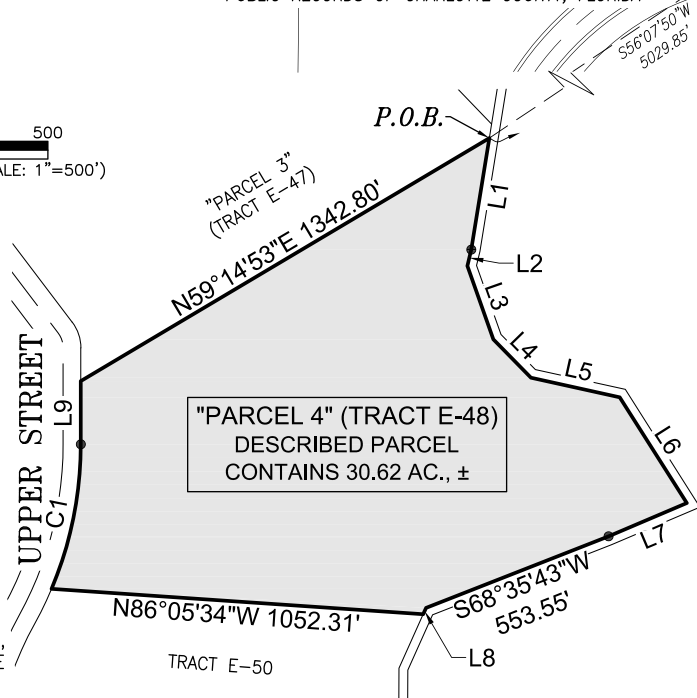 S56°07'50"W
5029.85'
500
P.O.B.
"PARCEL 3"
(TRACT E-47)
N59°14'53"E 1342.80'
L1
L2
L3
L4
L5
L6
L7
L8
L9
C1
UPPER STREET
"PARCEL 4" (TRACT E-48)
DESCRIBED PARCEL
CONTAINS 30.62 AC., ±
S68°35'43"W
553.55'
N86°05'34"W 1052.31'
TRACT E-50
1"=500')